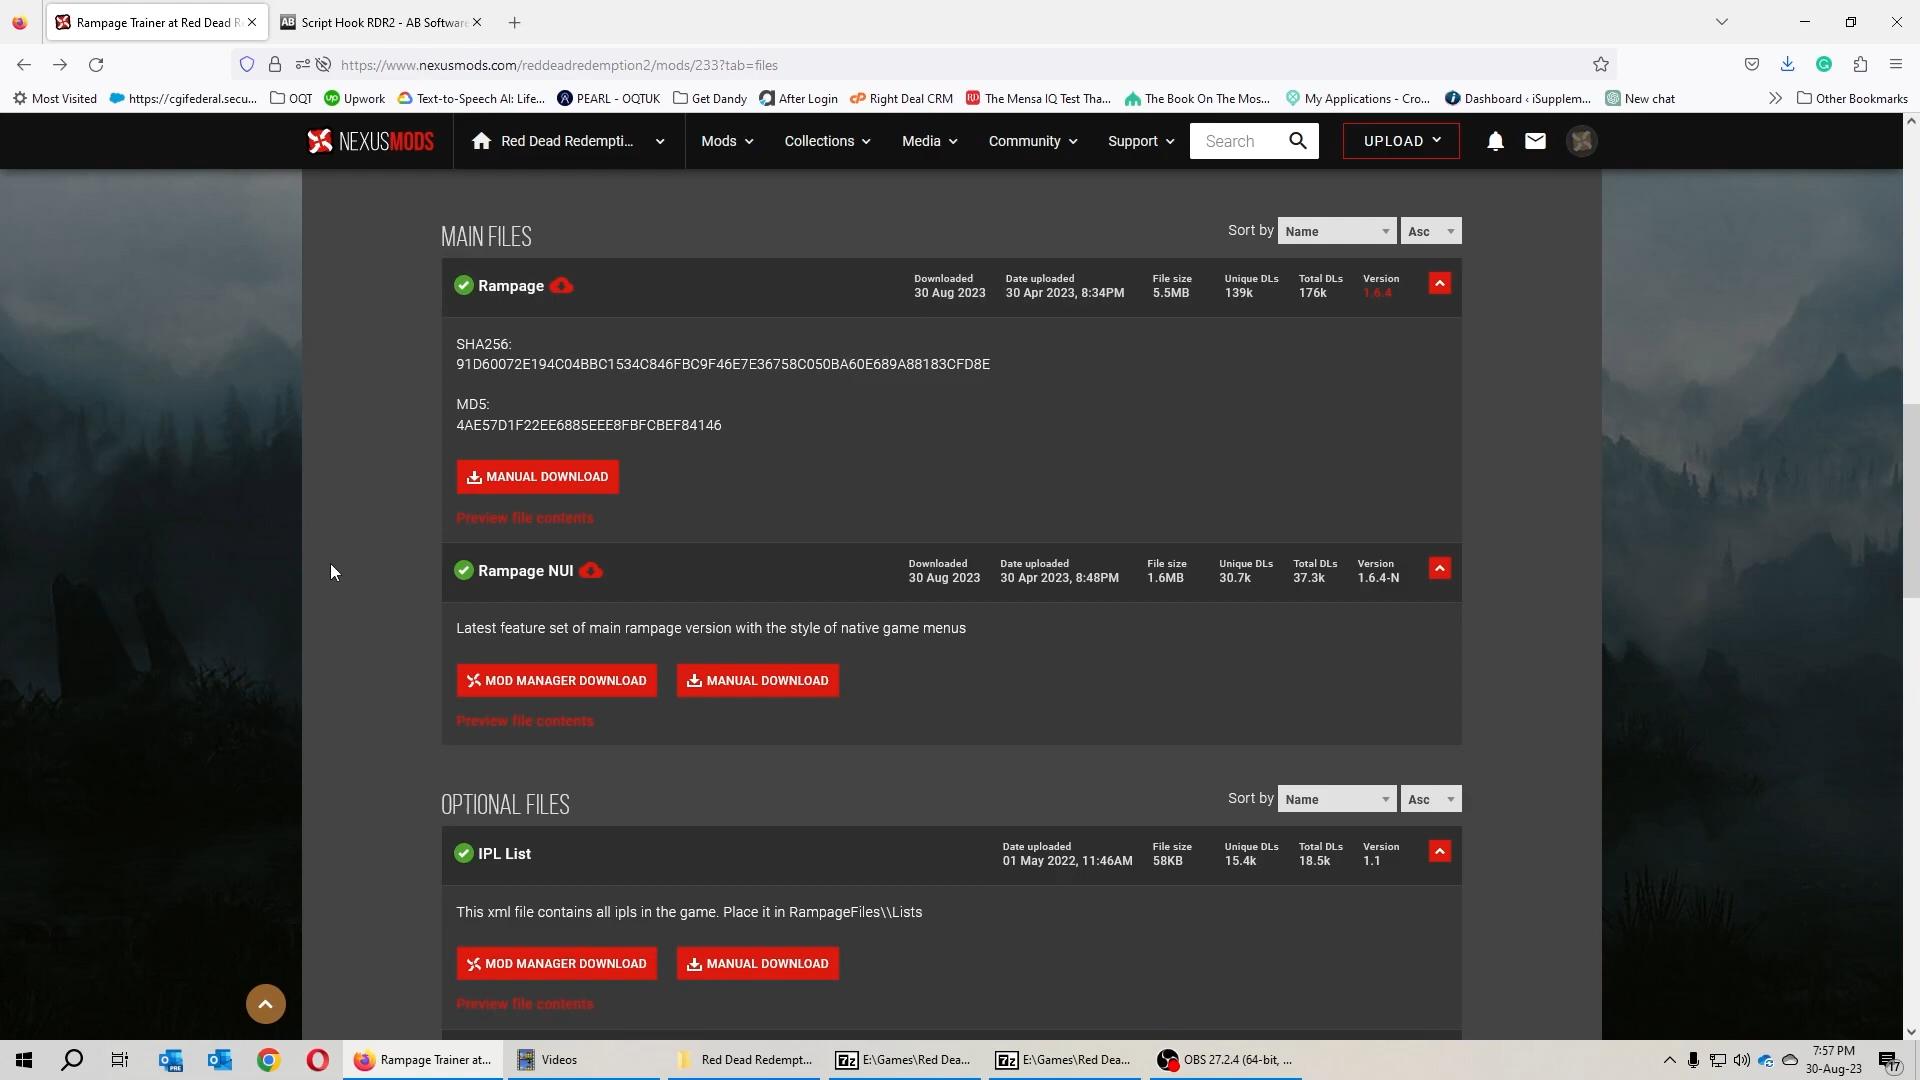 Rampage Trainer at Red Dead R
Script Hook RDR2 - AB Software
https://www.nexusmods.com/reddeadredemption2/mods/233?tab=files
Most Visited
https://cgifederal.secu...
OQT
Upwork
Text-to-Speech AI: Life...
PEARL - OQTUK
Get Dandy
After Login
Right Deal CRM
The Mensa IQ Test Tha...
The Book On The Mos...
My Applications - Cro...
Dashboard ‹ iSupplem...
New chat
Other Bookmarks
NEXUSMODS
Red Dead Redempti...
Mods
Collections
Media
Community
Support
Search
UPLOAD
MAIN FILES
Sort by Name Asc
Rampage
Downloaded Date uploaded File size Unique DLs Total DLs Version
30 Aug 2023 30 Apr 2023, 8:34PM 5.5MB 139k 176k 1.6.4
SHA256:
91D60072E194C04BBC1534C846FBC9F46E7E36758C050BA60E689A88183CFD8E
MD5:
4AE57D1F22EE6885EEE8FBFCBEF84146
MANUAL DOWNLOAD
Preview file contents
Rampage NUI
Downloaded Date uploaded File size Unique DLs Total DLs Version
30 Aug 2023 30 Apr 2023, 8:48PM 1.6MB 30.7k 37.3k 1.6.4-N
Latest feature set of main rampage version with the style of native game menus
MOD MANAGER DOWNLOAD MANUAL DOWNLOAD
Preview file contents
OPTIONAL FILES
Sort by Name Asc
IPL List
Date uploaded File size Unique DLs Total DLs Version
01 May 2022, 11:46AM 58KB 15.4k 18.5k 1.1
This xml file contains all ipls in the game. Place it in RampageFiles\\Lists
MOD MANAGER DOWNLOAD MANUAL DOWNLOAD
Preview file contents
Rampage Trainer at...
Videos
Red Dead Redempt...
E:\Games\Red Dea...
E:\Games\Red Dea...
OBS 27.2.4 (64-bit, ...
7:57 PM
30-Aug-23
17